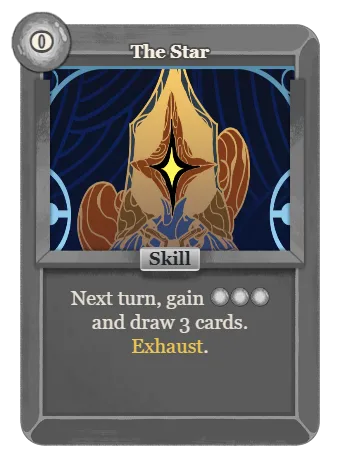 0
The Star
Skill
Next turn, gain
and draw 3 cards.
Exhaust.